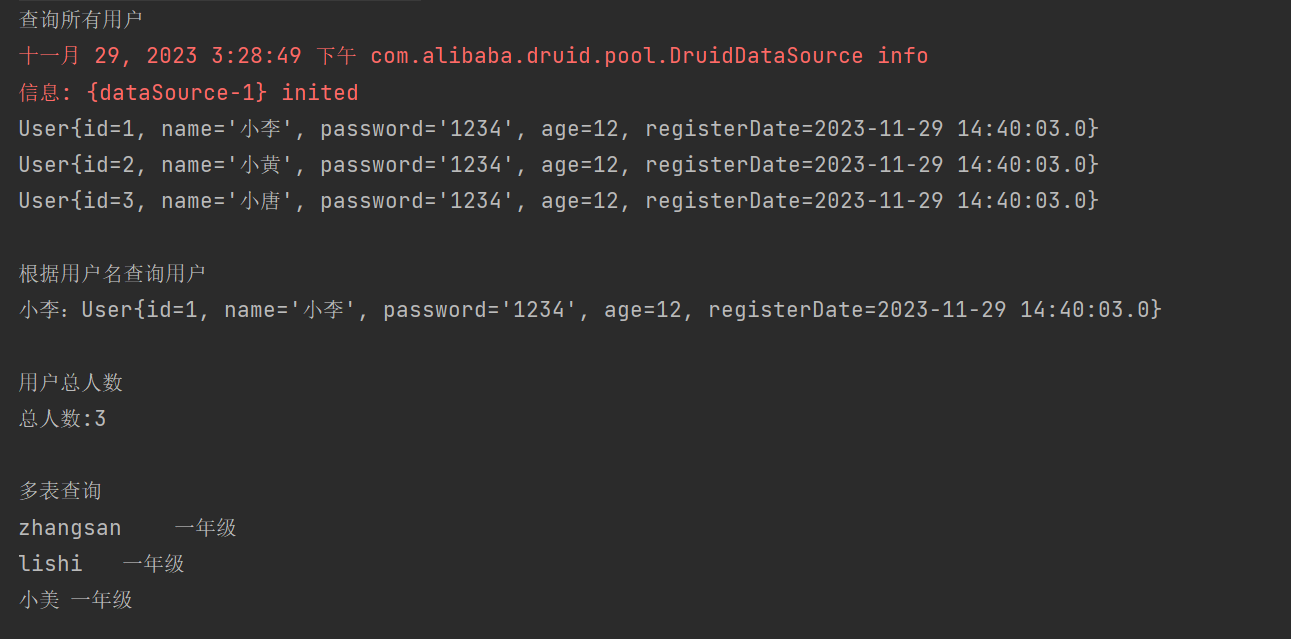 查询所有用户
十一月 29, 2023 3:28:49 下午 com.alibaba.druid.pool.DruidDataSource info
信息: {dataSource-1} inited
User{id=1, name='小李', password='1234', age=12, registerDate=2023-11-29 14:40:03.0}
User{id=2, name='小黄', password='1234', age=12, registerDate=2023-11-29 14:40:03.0}
User{id=3, name='小唐', password='1234', age=12, registerDate=2023-11-29 14:40:03.0}
根据用户名查询用户
小李：User{id=1, name='小李', password='1234', age=12, registerDate=2023-11-29 14:40:03.0}
用户总人数
总人数:3
多表查询
zhangsan    一年级
lishi   一年级
小美 一年级